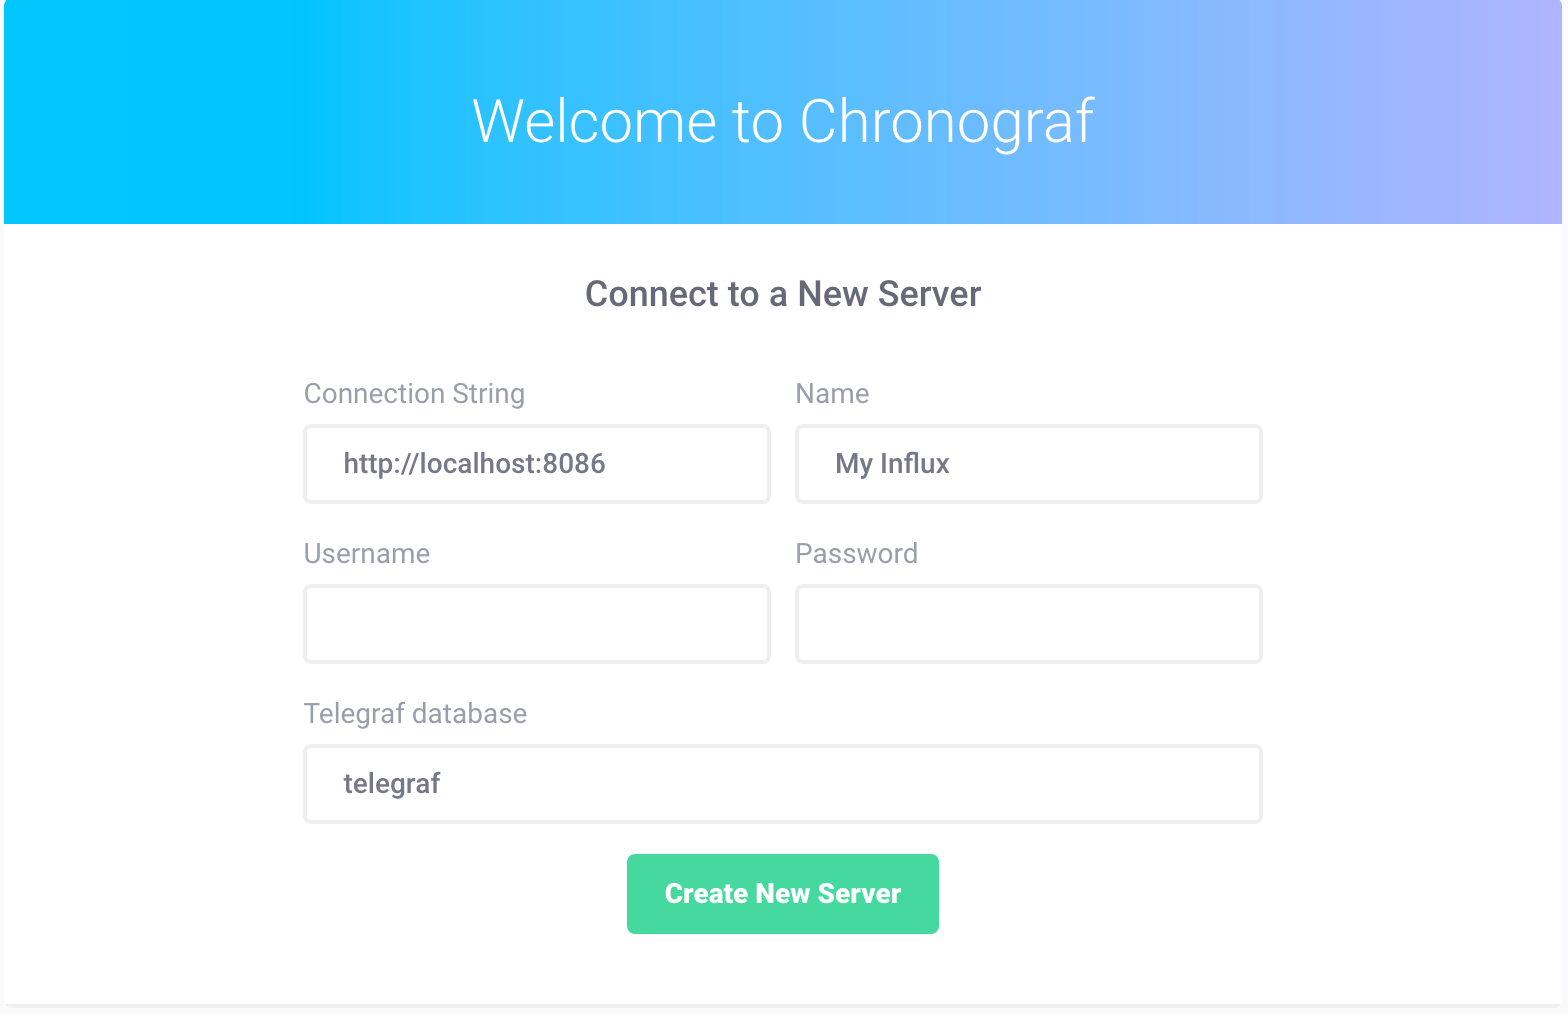 Welcome to Chronograf
Connect to a New Server
Connection String
Name
http://localhost:8086
My Influx
Username
Password
Telegraf database
telegraf
Create New Server